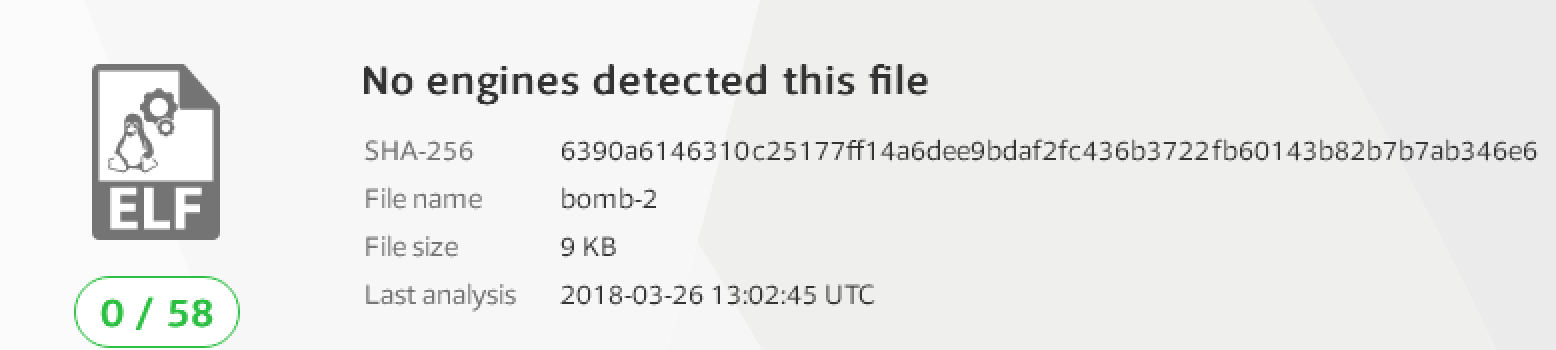 No engines detected this file
SHA-256 6390a6146310c25177ff14a6dee9bdaf2fc436b3722fb60143b82b7b7ab346e6
File name bomb-2
File size 9 KB
Last analysis 2018-03-26 13:02:45 UTC
ELF
0 / 58